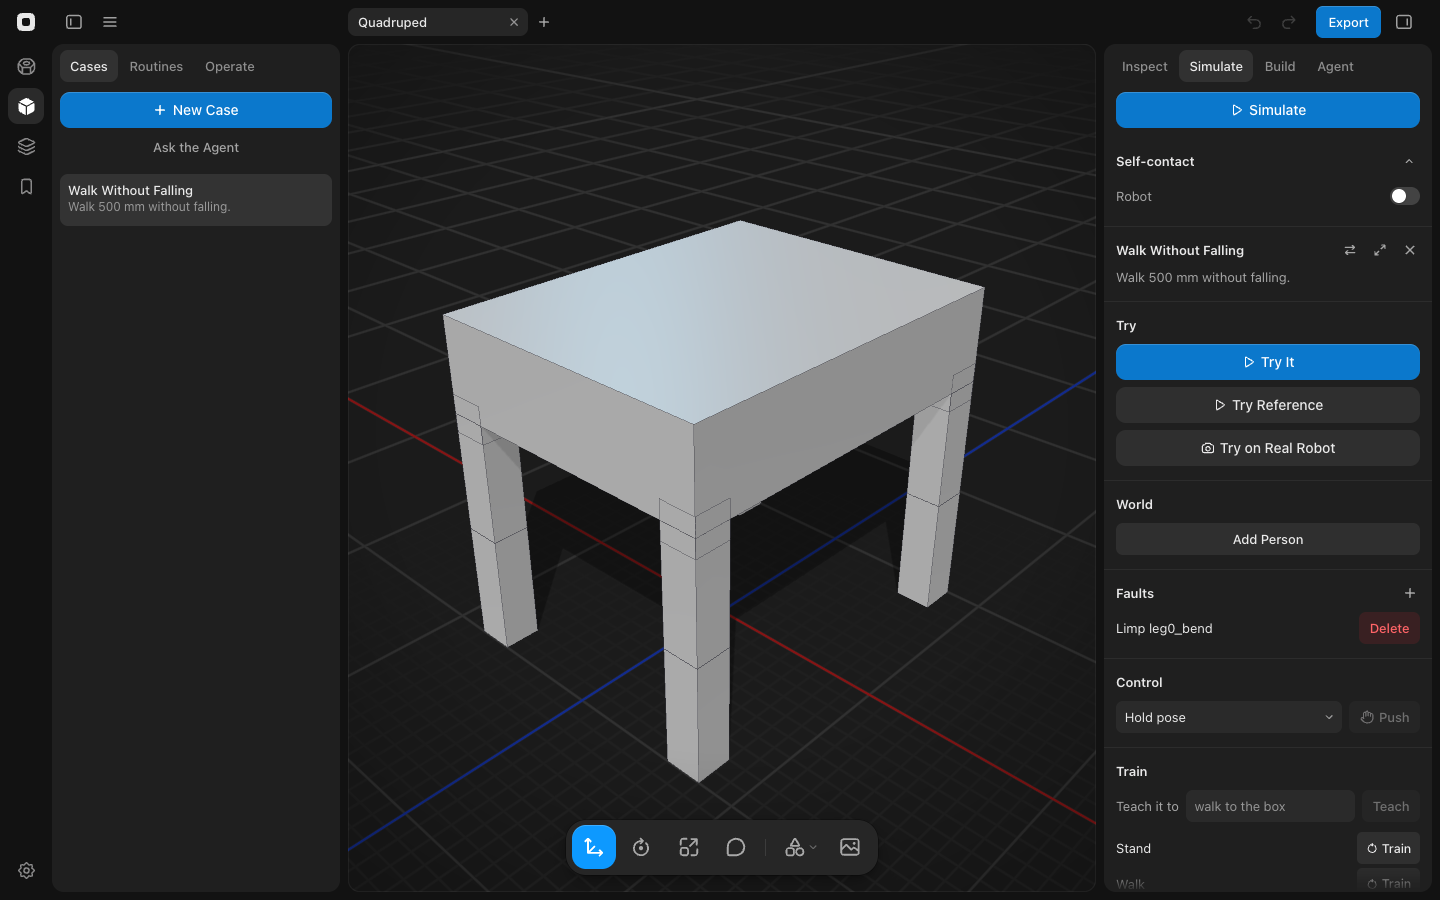 Quadruped
Export
Cases Routines Operate
New Case
Ask the Agent
Walk Without Falling
Walk 500 mm without falling.
Inspect Simulate Build Agent
Simulate
Self-contact
Robot
Walk Without Falling
Walk 500 mm without falling.
Try
Try It
Try Reference
Try on Real Robot
World
Add Person
Faults
Limp leg0_bend Delete
Control
Hold pose Push
Train
Teach it to walk to the box Teach
Stand Train
Walk Train